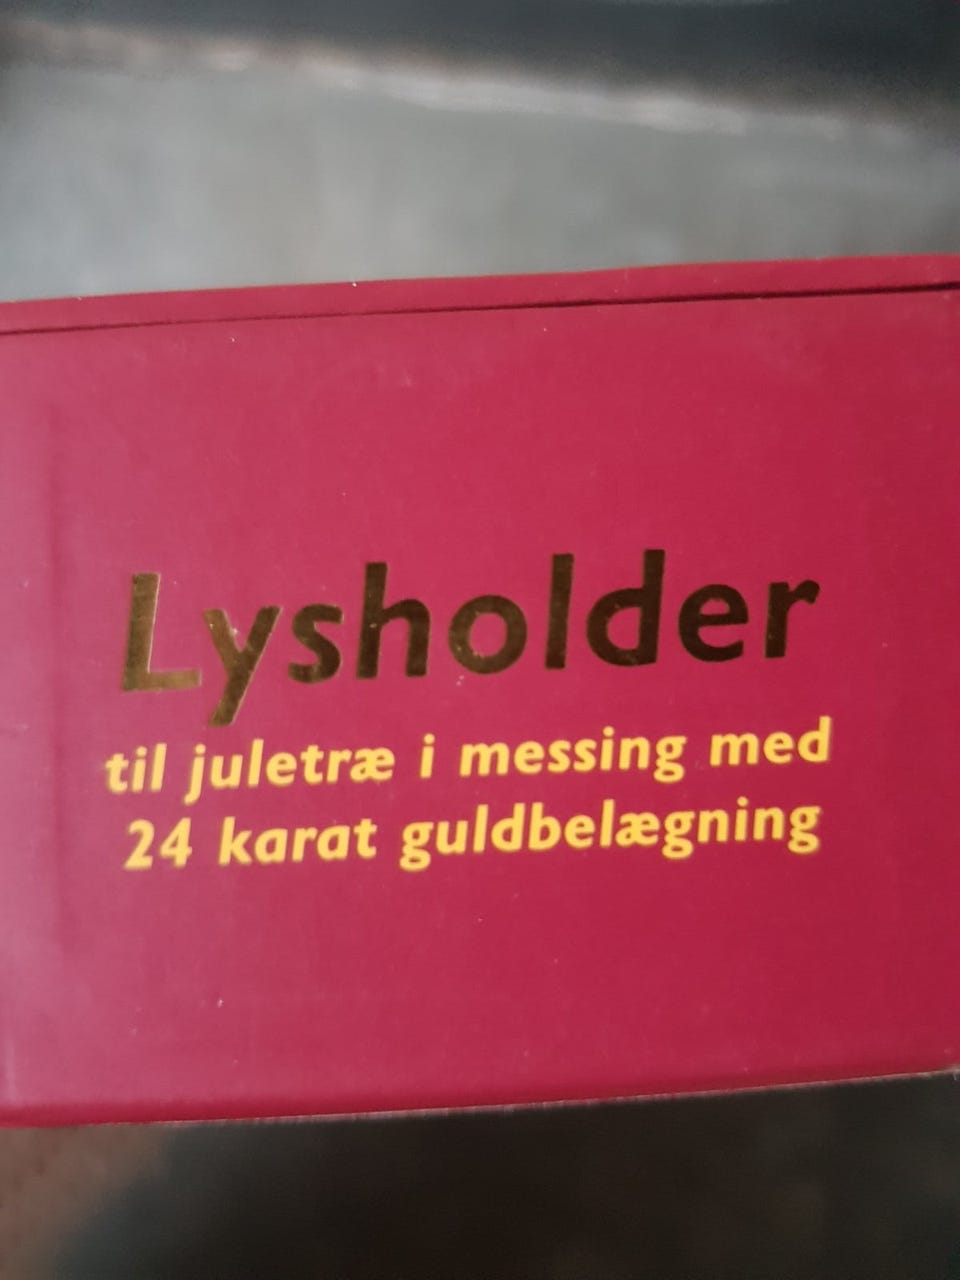 Lysholder
til juletræ i messing med
24 karat guldbelægning